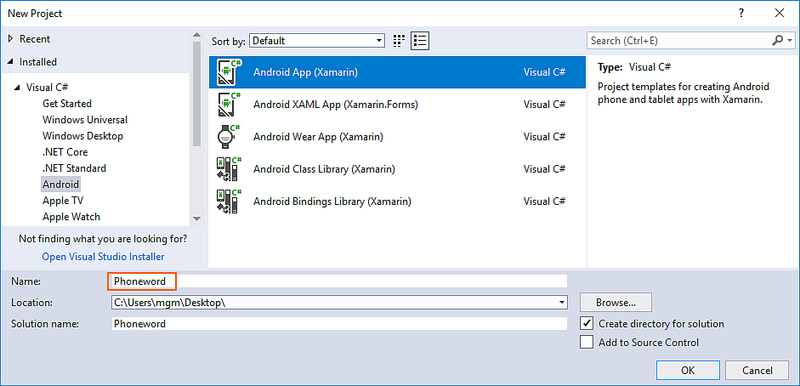 New Project
Recent
Installed
Visual C#
Get Started
Windows Universal
Windows Desktop
.NET Core
.NET Standard
Android
Apple TV
Apple Watch
Not finding what you are looking for?
Open Visual Studio Installer
Sort by: Default
Android App (Xamarin) Visual C#
Android XAML App (Xamarin.Forms) Visual C#
Android Wear App (Xamarin) Visual C#
Android Class Library (Xamarin) Visual C#
Android Bindings Library (Xamarin) Visual C#
Search (Ctrl+E)
Type: Visual C#
Project templates for creating Android
phone and tablet apps with Xamarin.
Name: Phoneword
Location: C:\Users\mgm\Desktop\ Browse...
Solution name: Phoneword
Create directory for solution
Add to Source Control
OK Cancel